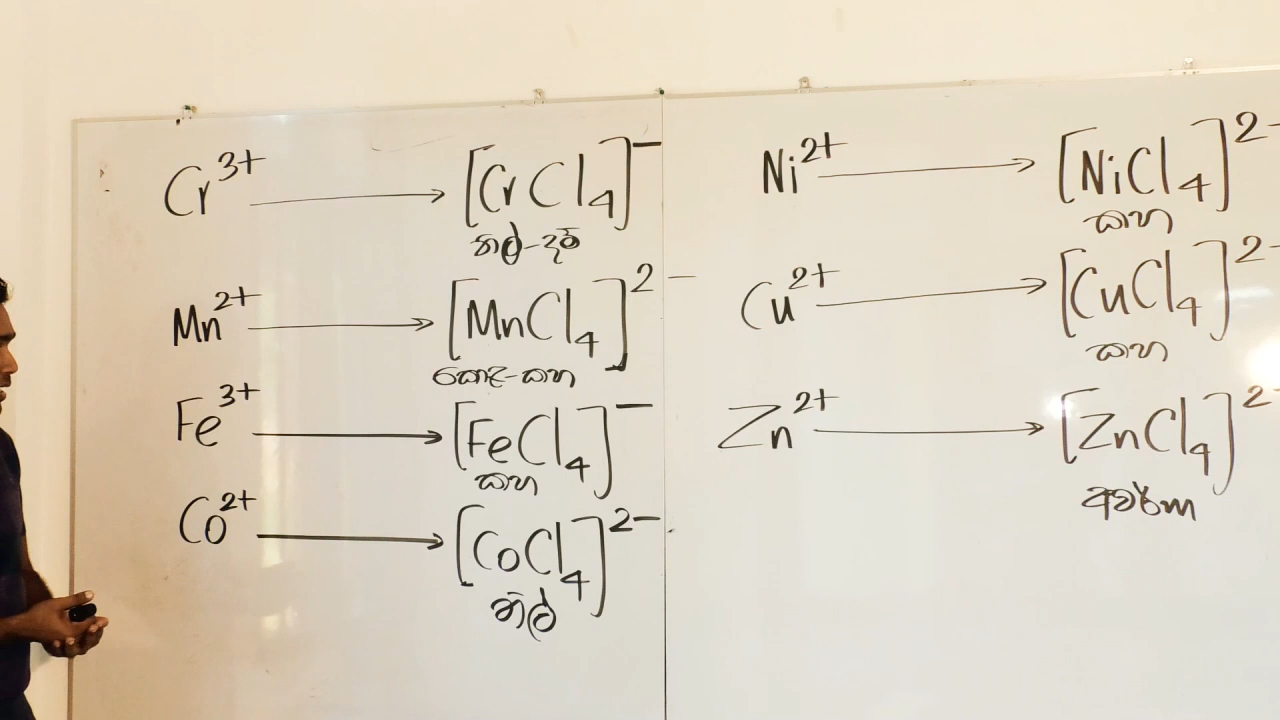 Cr³⁺ ⟶ [CrCl₄]⁻
නිල්-දම්
Mn²⁺ ⟶ [MnCl₄]²⁻
කොළ-කහ
Fe³⁺ ⟶ [FeCl₄]⁻
කහ
Co²⁺ ⟶ [CoCl₄]²⁻
නිල්
Ni²⁺ ⟶ [NiCl₄]²⁻
කහ
Cu²⁺ ⟶ [CuCl₄]²⁻
කහ
Zn²⁺ ⟶ [ZnCl₄]²⁻
අවර්ණ